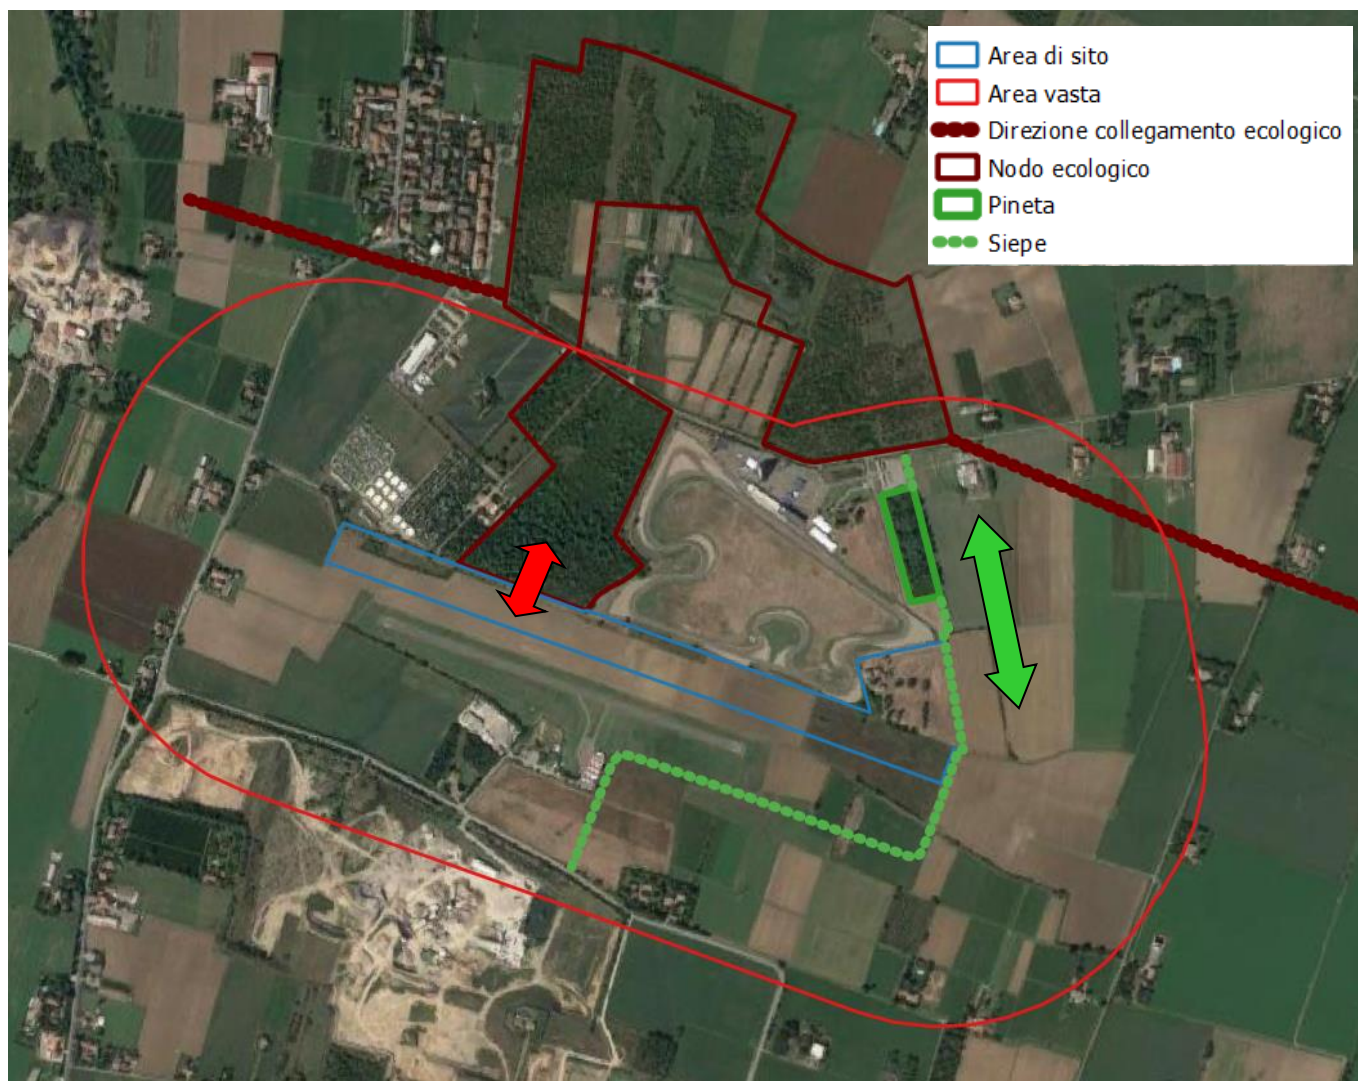 Area di sito
Area vasta
Direzione collegamento ecologico
Nodo ecologico
Pineta
Siepe